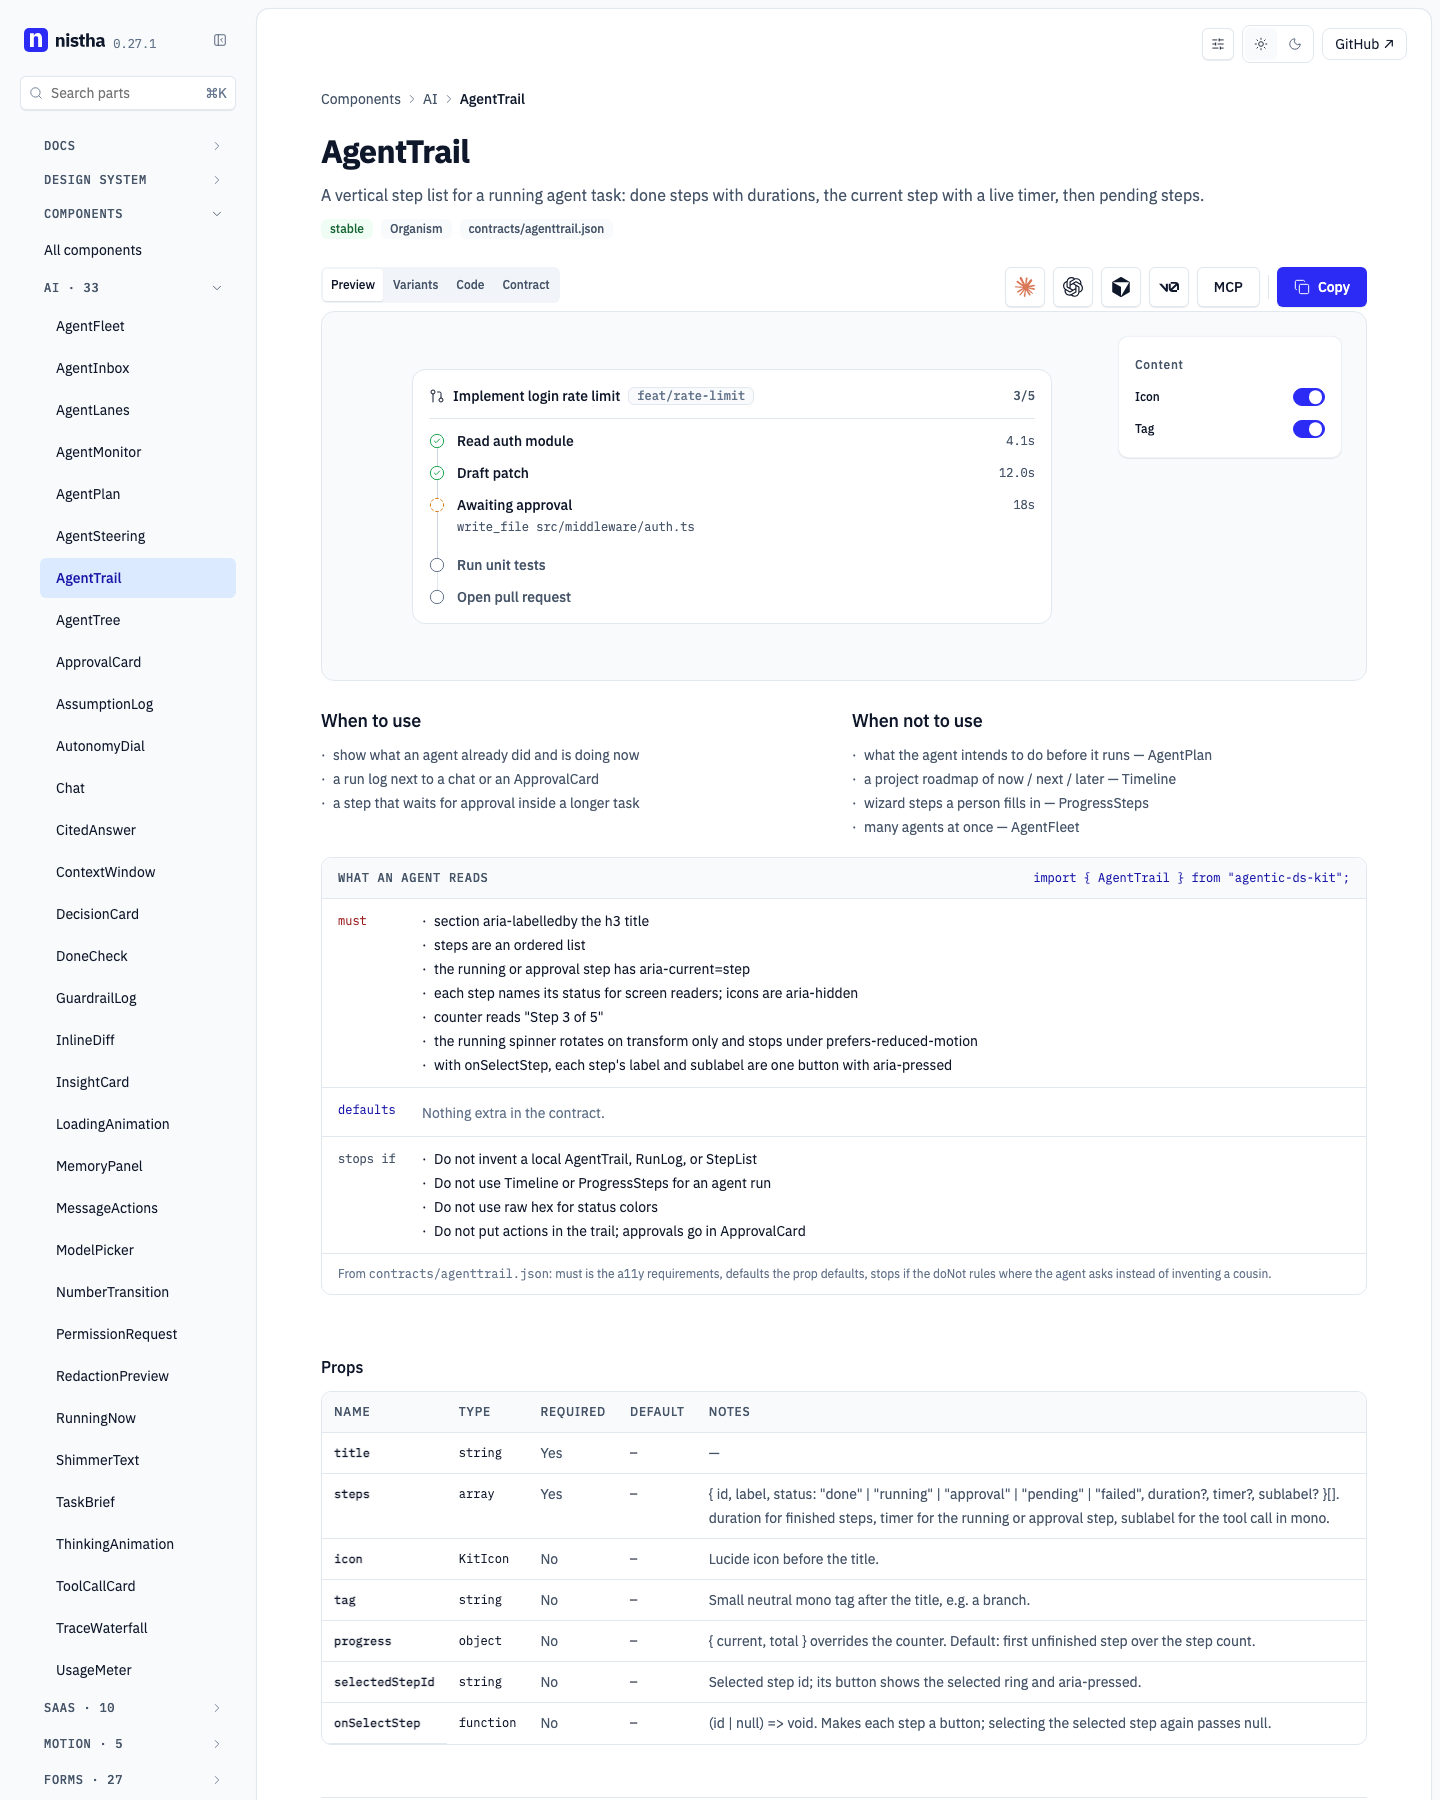 nistha 0.27.1
Search parts ⌘K
DOCS
DESIGN SYSTEM
COMPONENTS
All components
AI · 33
AgentFleet
AgentInbox
AgentLanes
AgentMonitor
AgentPlan
AgentSteering
AgentTrail
AgentTree
ApprovalCard
AssumptionLog
AutonomyDial
Chat
CitedAnswer
ContextWindow
DecisionCard
DoneCheck
GuardrailLog
InlineDiff
InsightCard
LoadingAnimation
MemoryPanel
MessageActions
ModelPicker
NumberTransition
PermissionRequest
RedactionPreview
RunningNow
ShimmerText
TaskBrief
ThinkingAnimation
ToolCallCard
TraceWaterfall
UsageMeter
SAAS · 10
MOTION · 5
FORMS · 27
GitHub ↗
Components > AI > AgentTrail
AgentTrail
A vertical step list for a running agent task: done steps with durations, the current step with a live timer, then pending steps.
stable Organism contracts/agenttrail.json
Preview Variants Code Contract
v0 MCP Copy
Implement login rate limit feat/rate-limit 3/5
Read auth module 4.1s
Draft patch 12.0s
Awaiting approval 18s
write_file src/middleware/auth.ts
Run unit tests
Open pull request
Content
Icon
Tag
When to use
· show what an agent already did and is doing now
· a run log next to a chat or an ApprovalCard
· a step that waits for approval inside a longer task
When not to use
· what the agent intends to do before it runs — AgentPlan
· a project roadmap of now / next / later — Timeline
· wizard steps a person fills in — ProgressSteps
· many agents at once — AgentFleet
WHAT AN AGENT READS import { AgentTrail } from "agentic-ds-kit";
must
· section aria-labelledby the h3 title
· steps are an ordered list
· the running or approval step has aria-current=step
· each step names its status for screen readers; icons are aria-hidden
· counter reads "Step 3 of 5"
· the running spinner rotates on transform only and stops under prefers-reduced-motion
· with onSelectStep, each step's label and sublabel are one button with aria-pressed
defaults Nothing extra in the contract.
stops if
· Do not invent a local AgentTrail, RunLog, or StepList
· Do not use Timeline or ProgressSteps for an agent run
· Do not use raw hex for status colors
· Do not put actions in the trail; approvals go in ApprovalCard
From contracts/agenttrail.json: must is the a11y requirements, defaults the prop defaults, stops if the doNot rules where the agent asks instead of inventing a cousin.
Props
NAME TYPE REQUIRED DEFAULT NOTES
title string Yes — —
steps array Yes — { id, label, status: "done" | "running" | "approval" | "pending" | "failed", duration?, timer?, sublabel? }[].
duration for finished steps, timer for the running or approval step, sublabel for the tool call in mono.
icon KitIcon No — Lucide icon before the title.
tag string No — Small neutral mono tag after the title, e.g. a branch.
progress object No — { current, total } overrides the counter. Default: first unfinished step over the step count.
selectedStepId string No — Selected step id; its button shows the selected ring and aria-pressed.
onSelectStep function No — (id | null) => void. Makes each step a button; selecting the selected step again passes null.